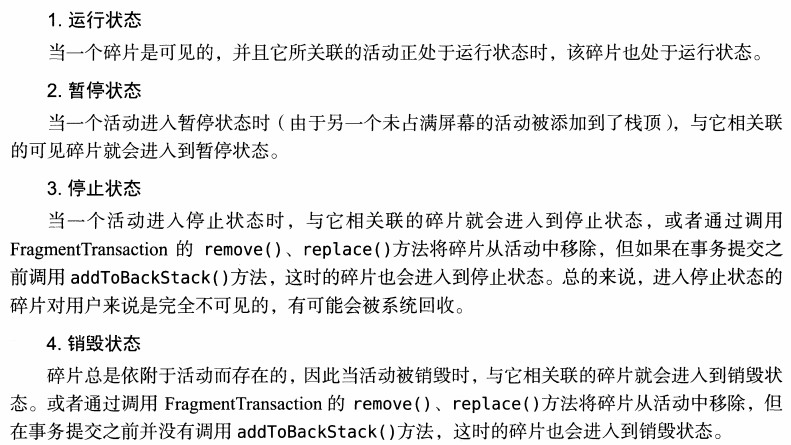 1. 运行状态
当一个碎片是可见的，并且它所关联的活动正处于运行状态时，该碎片也处于运行状态。
2. 暂停状态
当一个活动进入暂停状态时（由于另一个未占满屏幕的活动被添加到了栈顶），与它相关联
的可见碎片就会进入到暂停状态。
3. 停止状态
当一个活动进入停止状态时，与它相关联的碎片就会进入到停止状态，或者通过调用
FragmentTransaction 的 remove()、replace()方法将碎片从活动中移除，但如果在事务提交之
前调用 addToBackStack()方法，这时的碎片也会进入到停止状态。总的来说，进入停止状态的
碎片对用户来说是完全不可见的，有可能会被系统回收。
4. 销毁状态
碎片总是依附于活动而存在的，因此当活动被销毁时，与它相关联的碎片就会进入到销毁状
态。或者通过调用 FragmentTransaction 的 remove()、replace()方法将碎片从活动中移除，但
在事务提交之前并没有调用 addToBackStack()方法，这时的碎片也会进入到销毁状态。